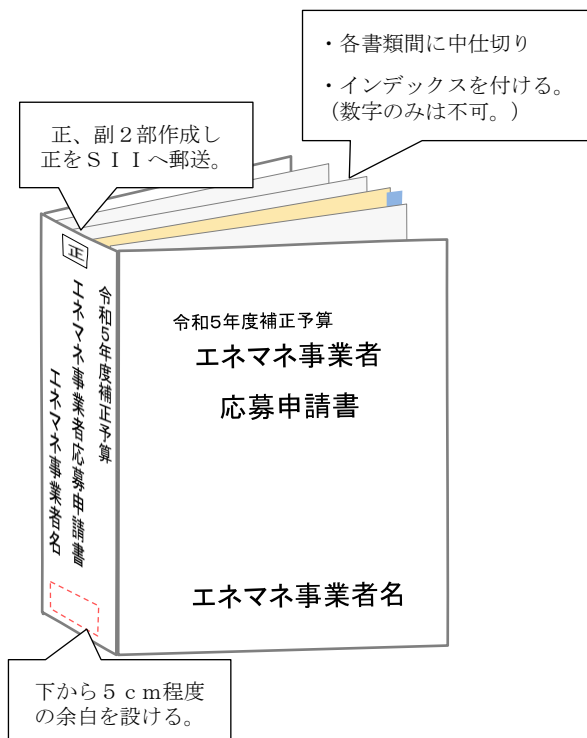 ・各書類間に中仕切り
・インデックスを付ける。
（数字のみは不可。）
正、副２部作成し
正をＳＩＩへ郵送。
正
令和5年度補正予算
エネマネ事業者応募申請書
エネマネ事業者名
令和5年度補正予算
エネマネ事業者
応募申請書
エネマネ事業者名
下から５ｃｍ程度
の余白を設ける。